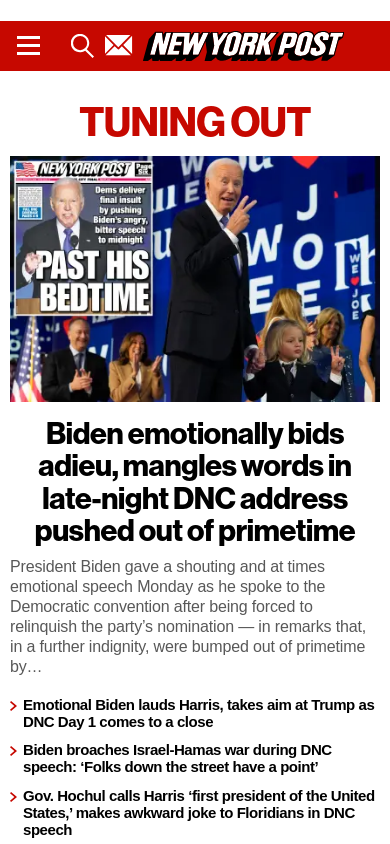 NEW YORK POST
TUNING OUT
NEW YORK POST
Dems deliver
final insult
by pushing
Biden's angry,
bitter speech
to midnight
PAST HIS
BEDTIME
WE ♥ JOE
Biden emotionally bids
adieu, mangles words in
late-night DNC address
pushed out of primetime
President Biden gave a shouting and at times
emotional speech Monday as he spoke to the
Democratic convention after being forced to
relinquish the party’s nomination — in remarks that,
in a further indignity, were bumped out of primetime
by…
Emotional Biden lauds Harris, takes aim at Trump as
DNC Day 1 comes to a close
Biden broaches Israel-Hamas war during DNC
speech: ‘Folks down the street have a point’
Gov. Hochul calls Harris ‘first president of the United
States,’ makes awkward joke to Floridians in DNC
speech